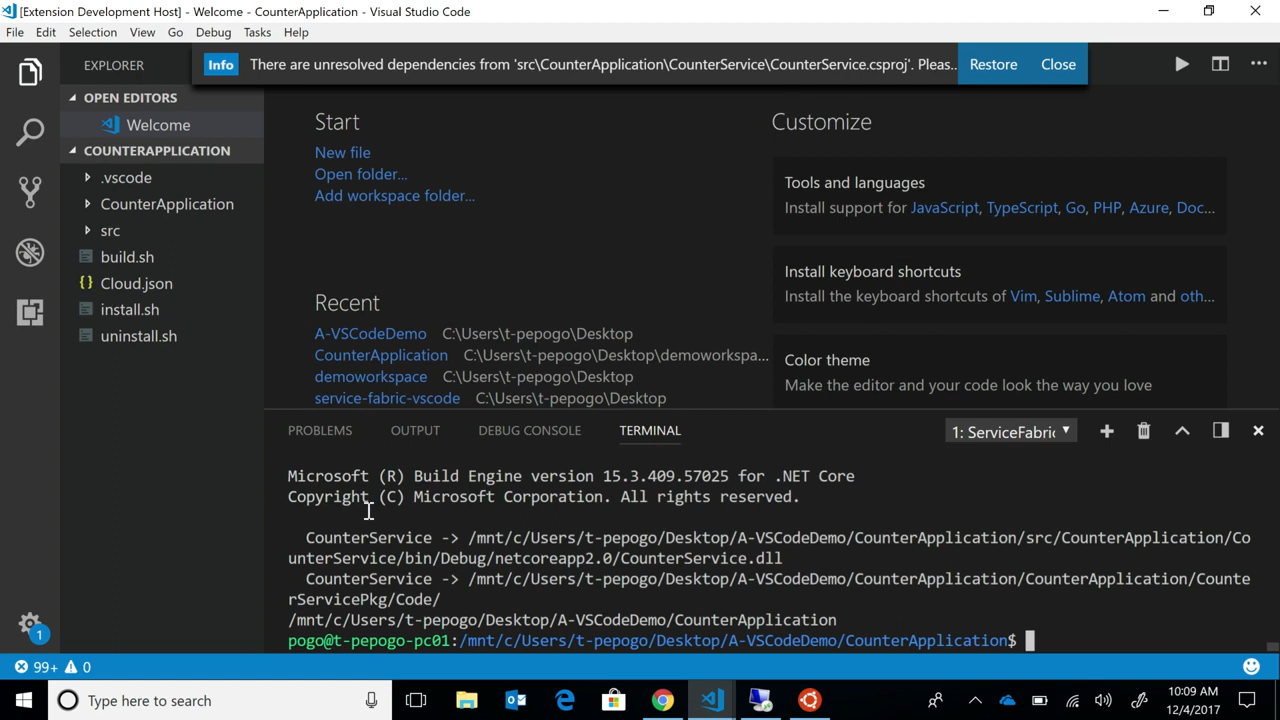 [Extension Development Host] - Welcome - CounterApplication - Visual Studio Code
File Edit Selection View Go Debug Tasks Help
EXPLORER
Info There are unresolved dependencies from 'src\CounterApplication\CounterService\CounterService.csproj'. Pleas... Restore Close
OPEN EDITORS
Welcome
COUNTERAPPLICATION
.vscode
CounterApplication
src
build.sh
{} Cloud.json
install.sh
uninstall.sh
1
Start
New file
Open folder...
Add workspace folder...
Recent
A-VSCodeDemo C:\Users\t-pepogo\Desktop
CounterApplication C:\Users\t-pepogo\Desktop\demoworkspa...
demoworkspace C:\Users\t-pepogo\Desktop
service-fabric-vscode C:\Users\t-pepogo\Desktop
Customize
Tools and languages
Install support for JavaScript, TypeScript, Go, PHP, Azure, Doc...
Install keyboard shortcuts
Install the keyboard shortcuts of Vim, Sublime, Atom and oth...
Color theme
Make the editor and your code look the way you love
PROBLEMS OUTPUT DEBUG CONSOLE TERMINAL 1: ServiceFabric
Microsoft (R) Build Engine version 15.3.409.57025 for .NET Core
Copyright (C) Microsoft Corporation. All rights reserved.
CounterService -> /mnt/c/Users/t-pepogo/Desktop/A-VSCodeDemo/CounterApplication/src/CounterApplication/Co
unterService/bin/Debug/netcoreapp2.0/CounterService.dll
CounterService -> /mnt/c/Users/t-pepogo/Desktop/A-VSCodeDemo/CounterApplication/CounterApplication/Counte
rServicePkg/Code/
/mnt/c/Users/t-pepogo/Desktop/A-VSCodeDemo/CounterApplication
pogo@t-pepogo-pc01:/mnt/c/Users/t-pepogo/Desktop/A-VSCodeDemo/CounterApplication$
99+ 0
Type here to search
10:09 AM
12/4/2017